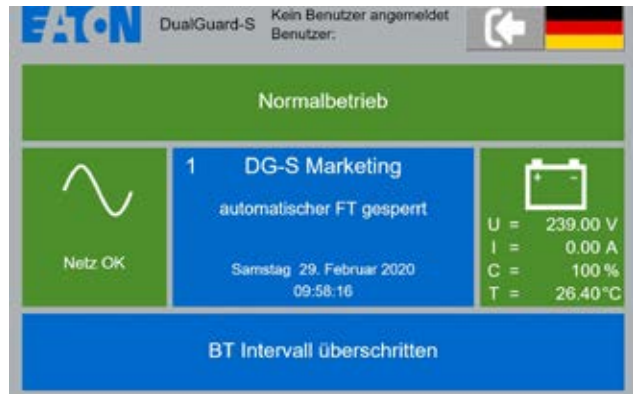 EATON
DualGuard-S
Kein Benutzer angemeldet
Benutzer:
Normalbetrieb
Netz OK
1 DG-S Marketing
automatischer FT gesperrt
Samstag 29. Februar 2020
09:58:16
+ -
U = 239.00 V
I = 0.00 A
C = 100 %
T = 26.40°C
BT Intervall überschritten